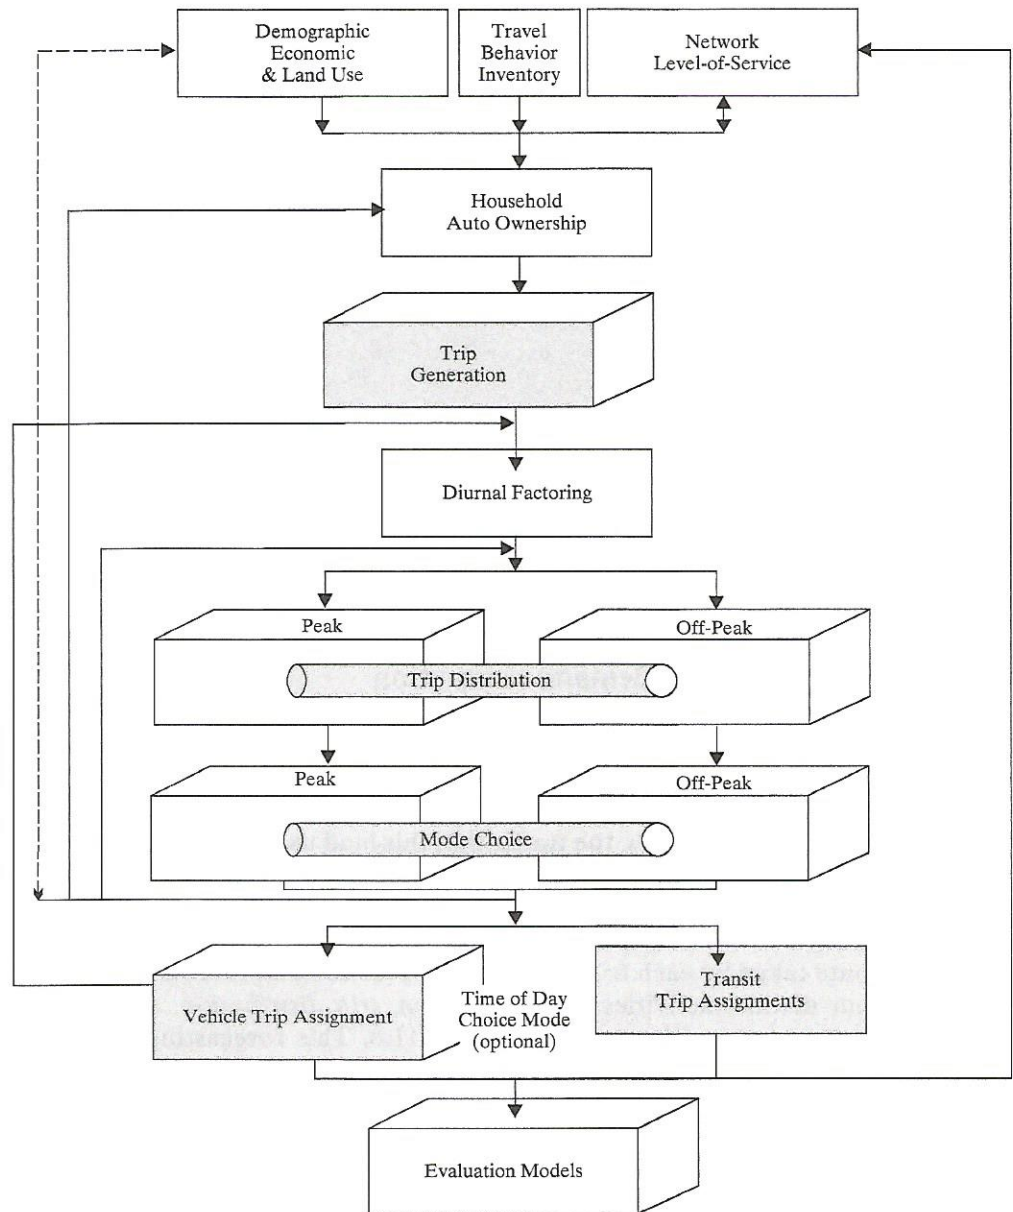 Demographic
Economic
& Land Use
Travel
Behavior
Inventory
Network
Level-of-Service
Household
Auto Ownership
Trip
Generation
Diurnal Factoring
Peak
Off-Peak
Trip Distribution
Peak
Off-Peak
Mode Choice
Vehicle Trip Assignment
Time of Day
Choice Mode
(optional)
Transit
Trip Assignments
Evaluation Models